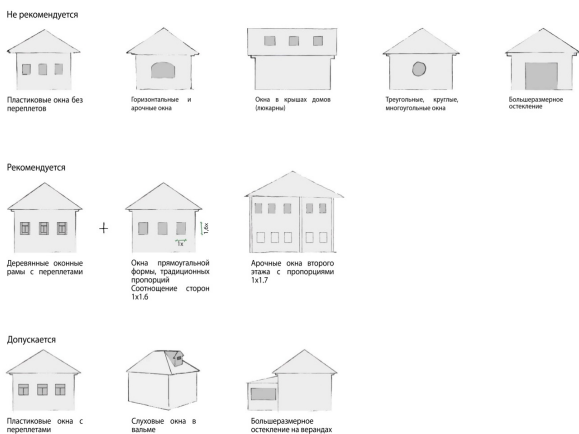 Не рекомендуется
Пластиковые окна без
переплетов
Горизонтальные и
арочные окна
Окна в крышах домов
(люкарны)
Треугольные, круглые,
многоугольные окна
Большеразмерное
остекление
Рекомендуется
+
1x
1,6x
Деревянные оконные
рамы с переплетами
Окна прямоугальной
формы, традиционных
пропорций
Соотнощение сторон
1x1.6
Арочные окна второго
этажа с пропорциями
1x1.7
Допускается
Пластиковые окна с
переплетами
Слуховые окна в
вальме
Большеразмерное
остекление на верандах